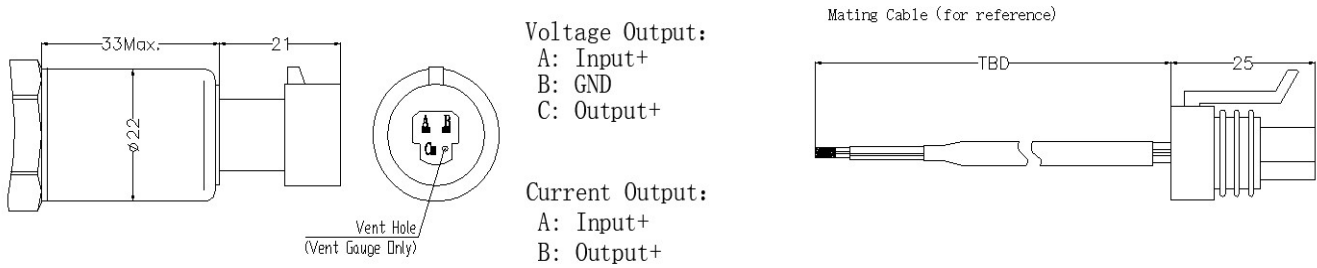 33Max.
21
ø22
A B
C
Vent Hole
(Vent Gauge Only)
Voltage Output:
A: Input+
B: GND
C: Output+
Current Output:
A: Input+
B: Output+
Mating Cable (for reference)
TBD
25